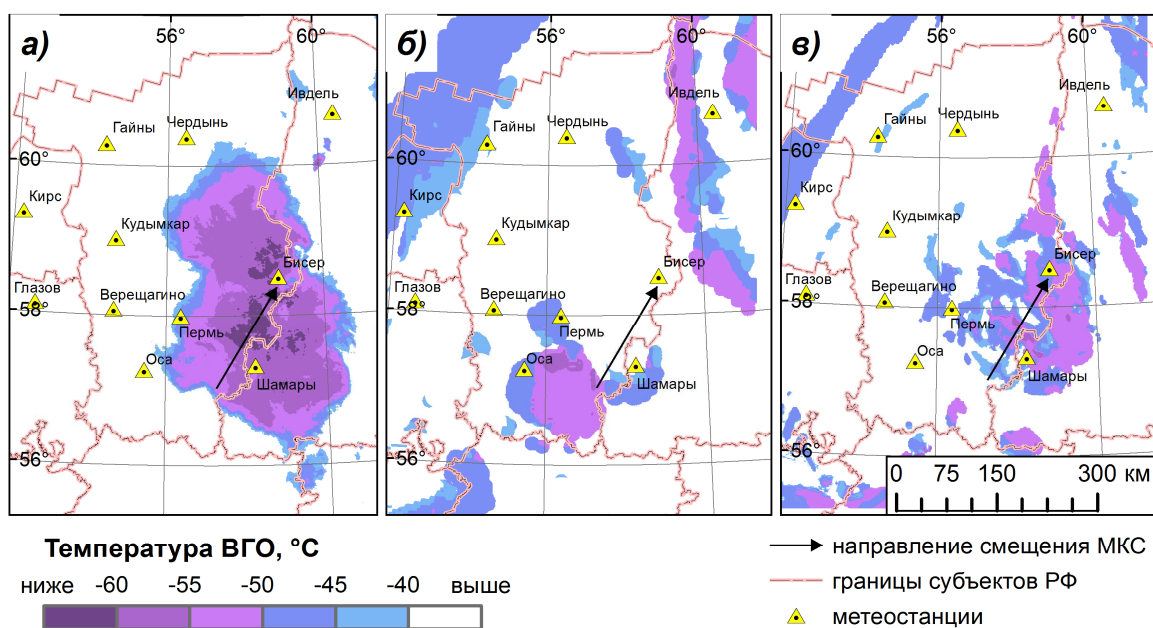 а)
56°
60°
Ивдель
Гайны
Чердынь
60°
Кирс
Кудымкар
Бисер
Глазов
Верещагино
58°
Пермь
Оса
Шамары
56°
б)
56°
60°
Ивдель
Гайны
Чердынь
60°
Кирс
Кудымкар
Бисер
Глазов
Верещагино
58°
Пермь
Оса
Шамары
56°
в)
56°
60°
Ивдель
Гайны
Чердынь
60°
Кирс
Кудымкар
Бисер
Глазов
Верещагино
58°
Пермь
Оса
Шамары
56°
0 75 150 300 км
Температура ВГО, °C
ниже -60 -55 -50 -45 -40 выше
направление смещения МКС
границы субъектов РФ
метеостанции